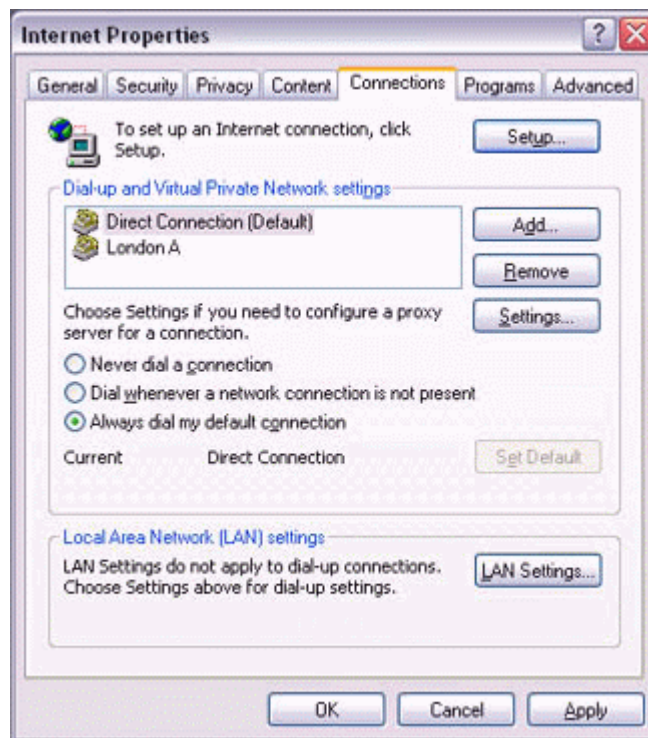 Internet Properties
General Security Privacy Content Connections Programs Advanced
To set up an Internet connection, click
Setup.
Setup...
Dial-up and Virtual Private Network settings
Direct Connection (Default)
London A
Add...
Remove
Choose Settings if you need to configure a proxy
server for a connection.
Settings...
Never dial a connection
Dial whenever a network connection is not present
Always dial my default connection
Current Direct Connection Set Default
Local Area Network (LAN) settings
LAN Settings do not apply to dial-up connections.
Choose Settings above for dial-up settings.
LAN Settings...
OK Cancel Apply